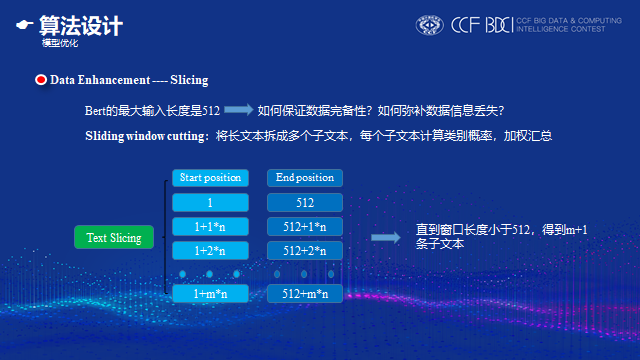 算法设计
模型优化
CCF BDCI
CCF BIG DATA & COMPUTING
INTELLIGENCE CONTEST
Data Enhancement ---- Slicing
Bert的最大输入长度是512
如何保证数据完备性？如何弥补数据信息丢失？
Sliding window cutting：将长文本拆成多个子文本，每个子文本计算类别概率，加权汇总
Start position
End position
1
512
1+1*n
512+1*n
1+2*n
512+2*n
1+m*n
512+m*n
Text Slicing
直到窗口长度小于512，得到m+1
条子文本